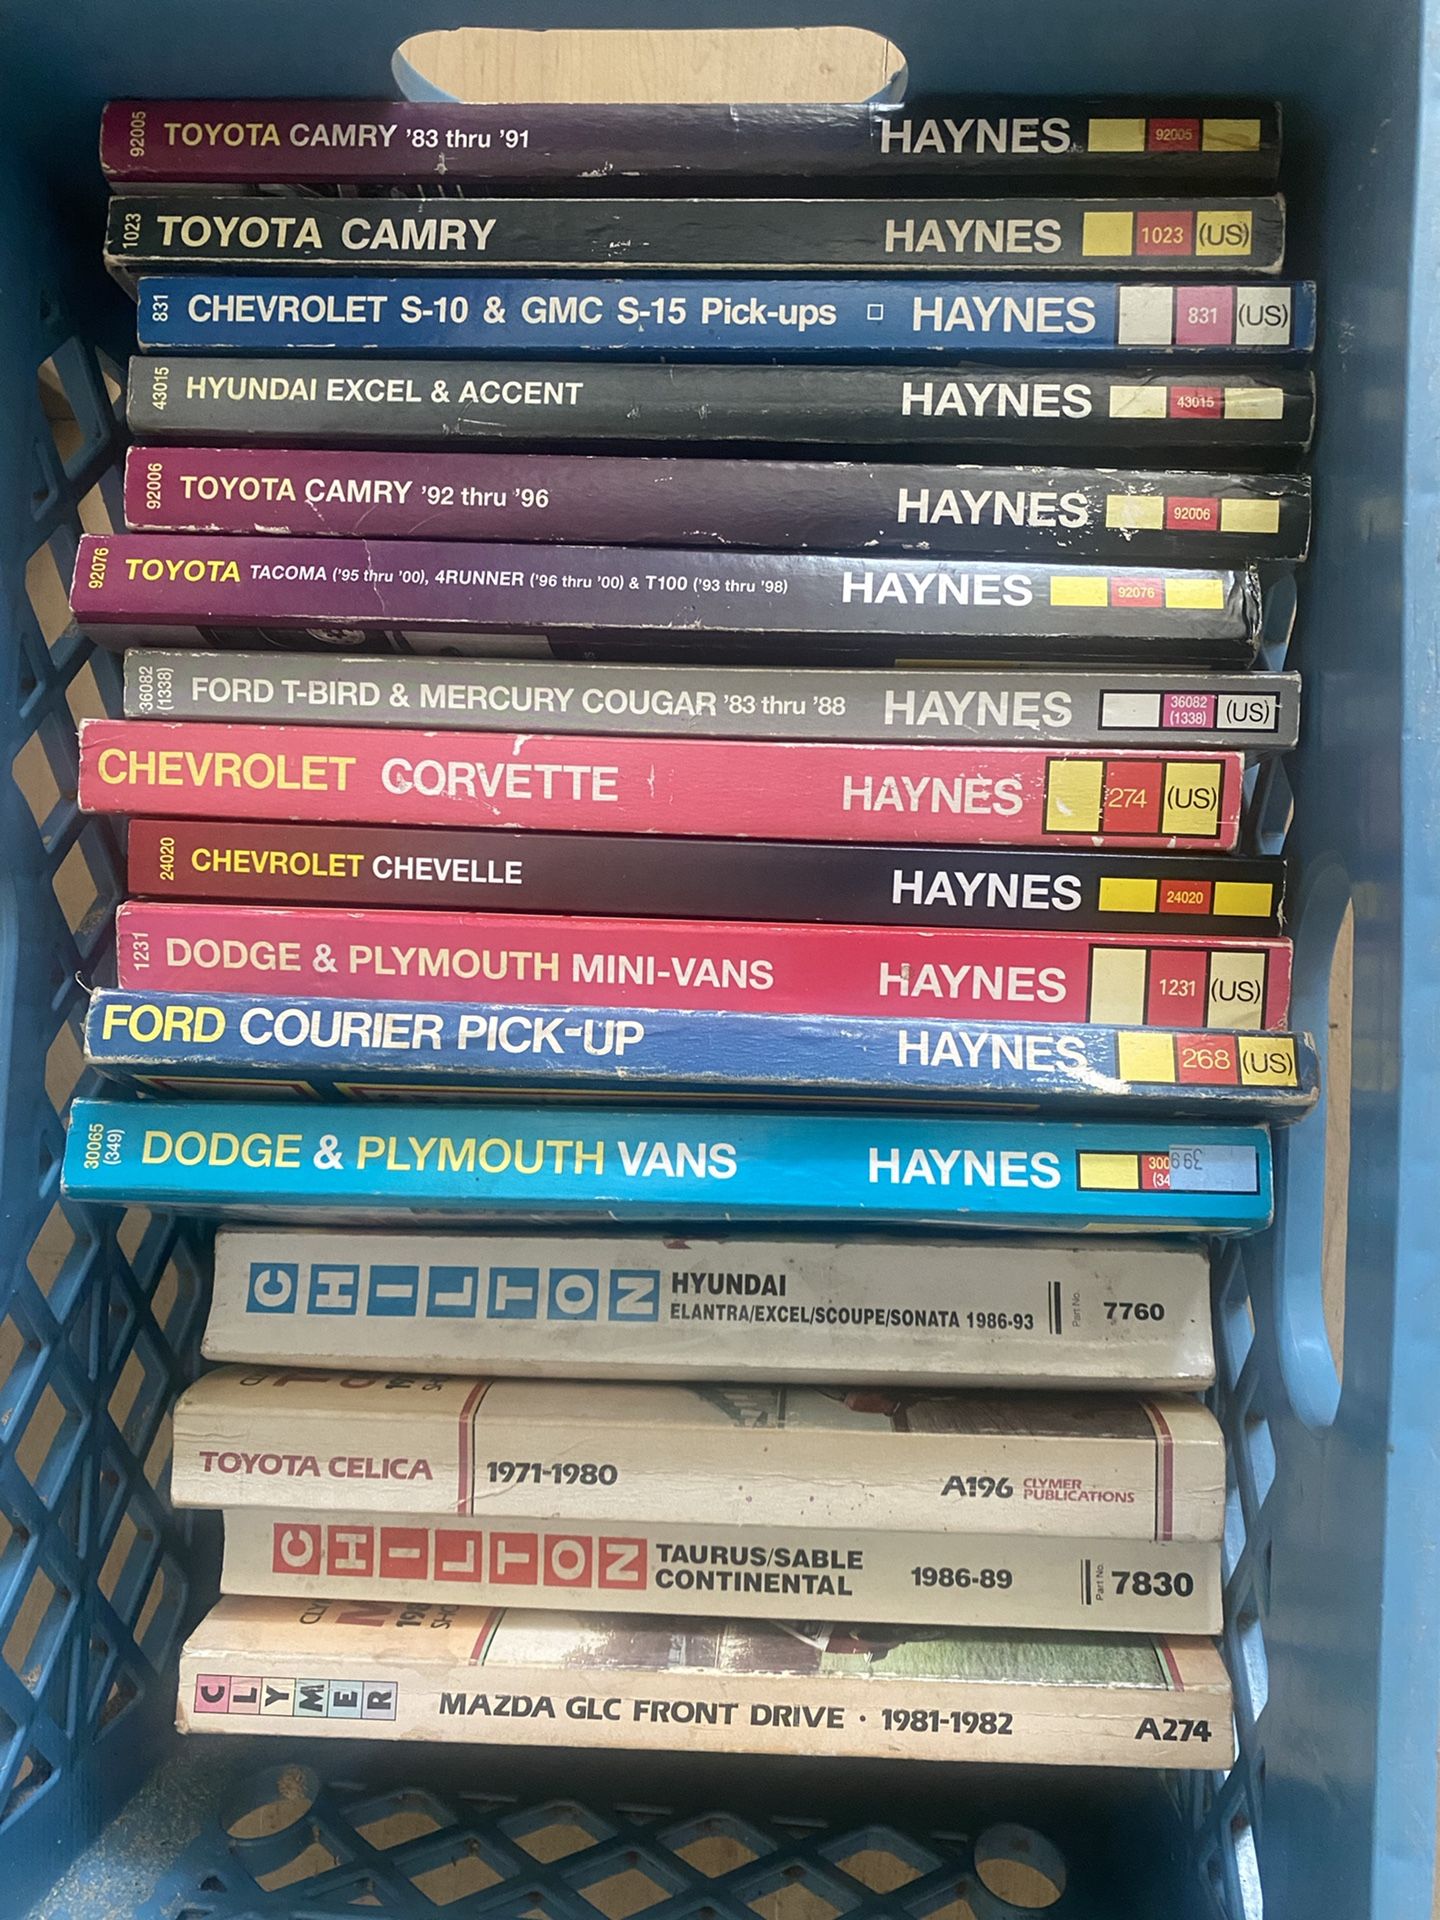 92005 TOYOTA CAMRY '83 thru '91 HAYNES 92005
1023 TOYOTA CAMRY HAYNES 1023 (US)
831 CHEVROLET S-10 & GMC S-15 Pick-ups HAYNES 831 (US)
43015 HYUNDAI EXCEL & ACCENT HAYNES 43015
92006 TOYOTA CAMRY '92 thru '96 HAYNES 92006
92076 TOYOTA TACOMA ('95 thru '00), 4RUNNER ('96 thru '00) & T100 ('93 thru '98) HAYNES 92076
36082 (1338) FORD T-BIRD & MERCURY COUGAR '83 thru '88 HAYNES 36082 (1338) (US)
CHEVROLET CORVETTE HAYNES 274 (US)
24020 CHEVROLET CHEVELLE HAYNES 24020
1231 DODGE & PLYMOUTH MINI-VANS HAYNES 1231 (US)
FORD COURIER PICK-UP HAYNES 268 (US)
30065 (349) DODGE & PLYMOUTH VANS HAYNES
CHILTON HYUNDAI
ELANTRA/EXCEL/SCOUPE/SONATA 1986-93 Part No. 7760
TOYOTA CELICA 1971-1980 A196 CLYMER PUBLICATIONS
CHILTON TAURUS/SABLE
CONTINENTAL 1986-89 Part No. 7830
CLYMER MAZDA GLC FRONT DRIVE · 1981-1982 A274